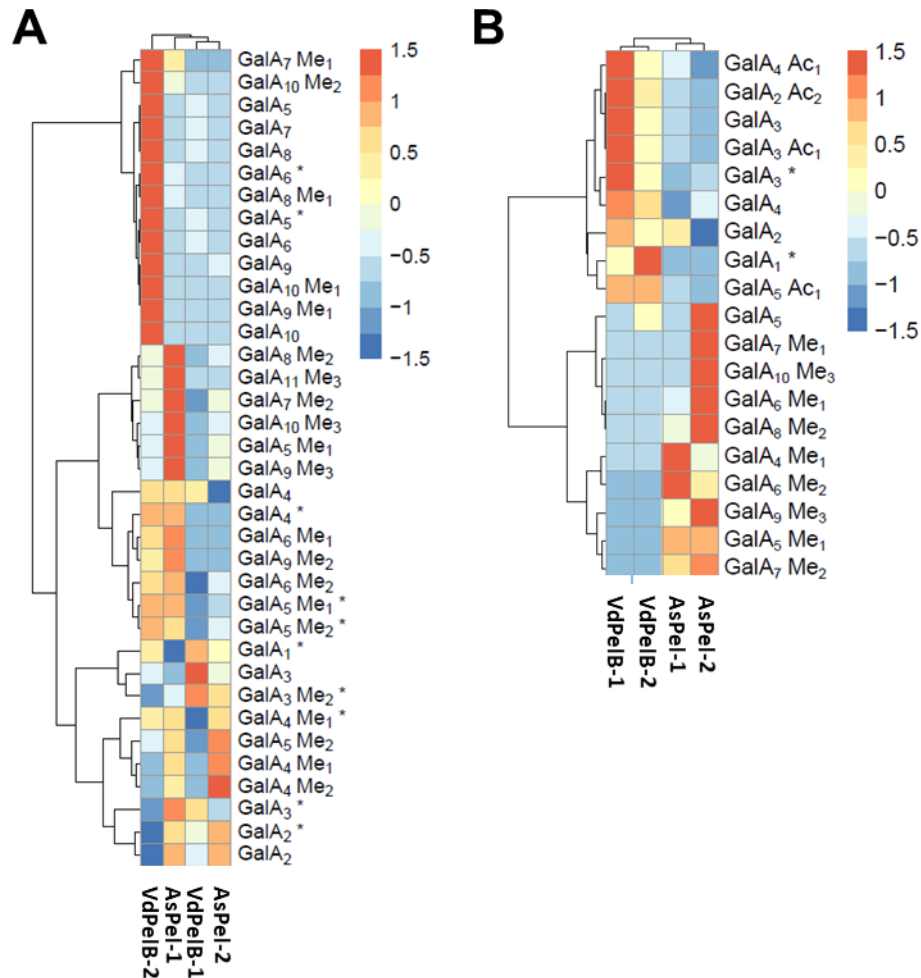 A
GalA₇ Me₁
GalA₁₀ Me₂
GalA₅
GalA₇
GalA₈
GalA₆ *
GalA₈ Me₁
GalA₅ *
GalA₆
GalA₉
GalA₁₀ Me₁
GalA₉ Me₁
GalA₁₀
GalA₈ Me₂
GalA₁₁ Me₃
GalA₇ Me₂
GalA₁₀ Me₃
GalA₅ Me₁
GalA₉ Me₃
GalA₄
GalA₄ *
GalA₆ Me₁
GalA₉ Me₂
GalA₆ Me₂
GalA₅ Me₁ *
GalA₅ Me₂ *
GalA₁ *
GalA₃
GalA₃ Me₂ *
GalA₄ Me₁ *
GalA₅ Me₂
GalA₄ Me₁
GalA₄ Me₂
GalA₃ *
GalA₂ *
GalA₂
1.5
1
0.5
0
−0.5
−1
−1.5
VdPelB-2
AsPel-1
VdPelB-1
AsPel-2
B
GalA₄ Ac₁
GalA₂ Ac₂
GalA₃
GalA₃ Ac₁
GalA₃ *
GalA₄
GalA₂
GalA₁ *
GalA₅ Ac₁
GalA₅
GalA₇ Me₁
GalA₁₀ Me₃
GalA₆ Me₁
GalA₈ Me₂
GalA₄ Me₁
GalA₆ Me₂
GalA₉ Me₃
GalA₅ Me₁
GalA₇ Me₂
1.5
1
0.5
0
−0.5
−1
−1.5
VdPelB-1
VdPelB-2
AsPel-1
AsPel-2